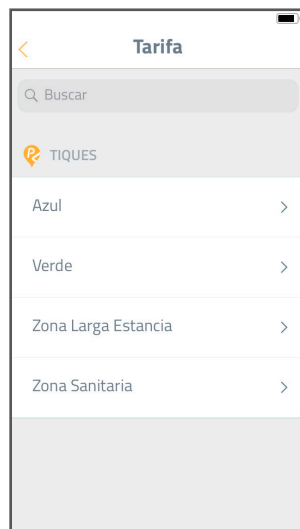 Tarifa
Buscar
TIQUES
Azul
Verde
Zona Larga Estancia
Zona Sanitaria